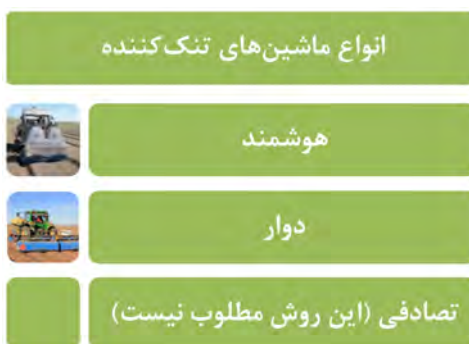 انواع ماشین‌های تنک‌کننده
هوشمند
دوار
تصادفی (این روش مطلوب نیست)